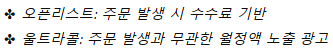 ❖ 오픈리스트: 주문 발생 시 수수료 기반
❖ 울트라콜: 주문 발생과 무관한 월정액 노출 광고